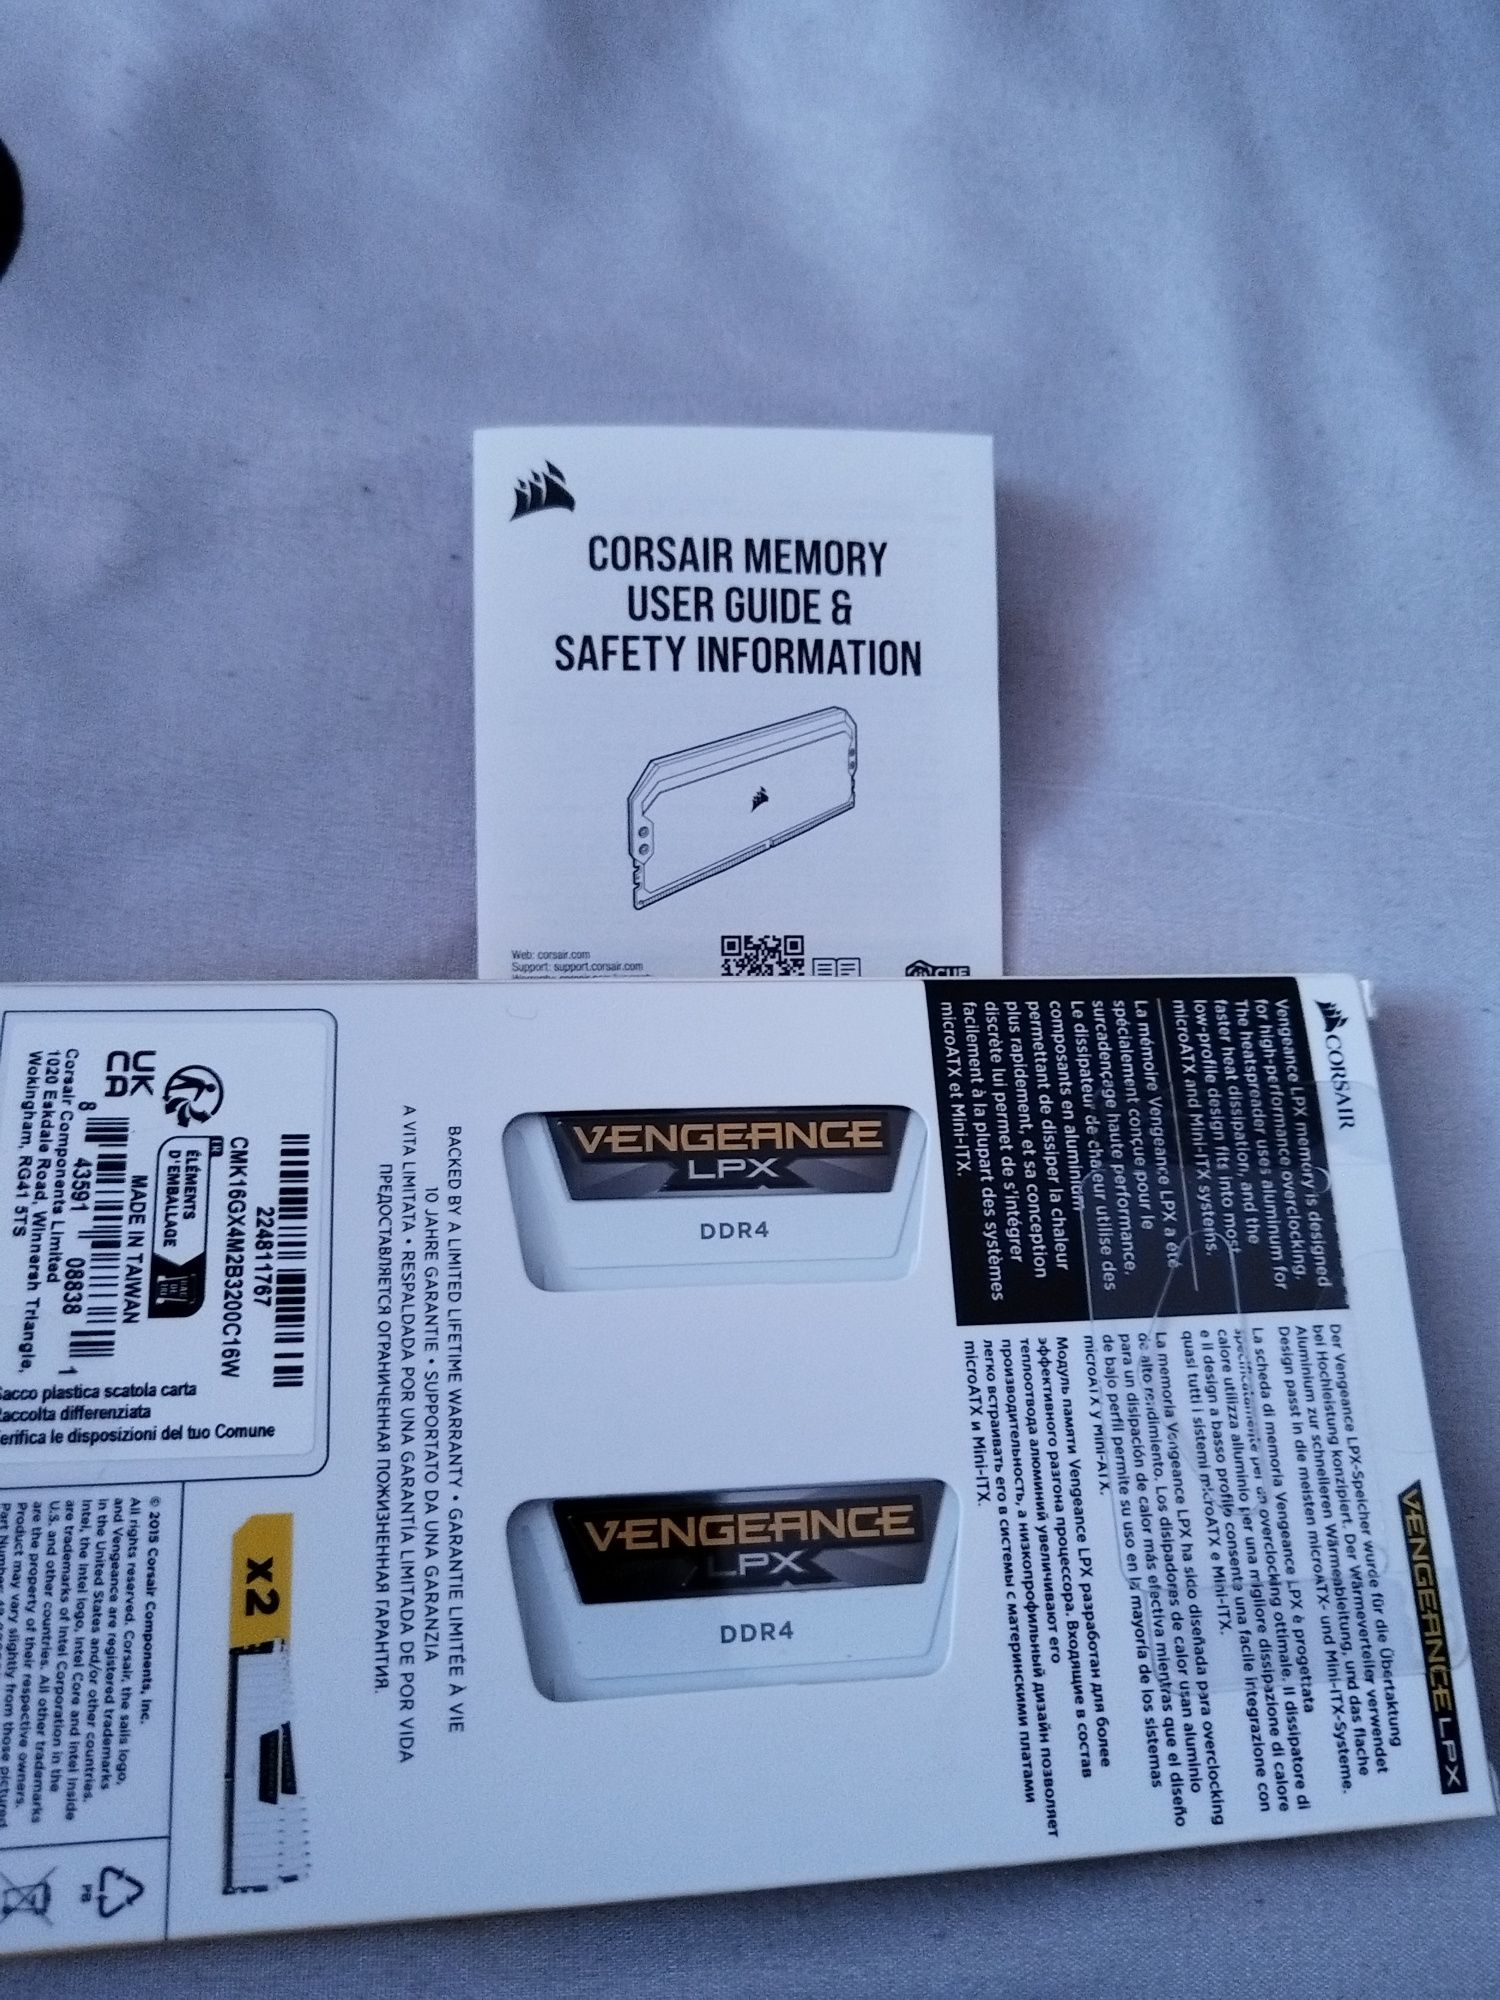 CORSAIR MEMORY
USER GUIDE &
SAFETY INFORMATION
Web: corsair.com
Support: support.corsair.com
CORSAIR
VENGEANCE LPX
Vengeance LPX memory is designed
for high-performance overclocking.
The heatspreader uses aluminum for
faster heat dissipation, and the
low-profile design fits into most
microATX and Mini-ITX systems.
La mémoire Vengeance LPX a été
spécialement conçue pour le
surcadençage haute performance.
Le dissipateur de chaleur utilise des
composants en aluminium
permettant de dissiper la chaleur
plus rapidement, et sa conception
discrète lui permet de s'intégrer
facilement à la plupart des systèmes
microATX et Mini-ITX.
Der Vengeance LPX-Speicher wurde für die Übertaktung
bei Hochleistung konzipiert. Der Wärmeverteiler verwendet
Aluminium zur schnelleren Wärmeableitung, und das flache
Design passt in die meisten microATX- und Mini-ITX-Systeme.
La scheda di memoria Vengeance LPX è progettata
specificatamente per un overclocking ottimale. Il dissipatore di
calore utilizza alluminio per una migliore dissipazione di calore
e il design a basso profilo consente una facile integrazione con
quasi tutti i sistemi microATX e Mini-ITX.
La memoria Vengeance LPX ha sido diseñada para overclocking
de alto rendimiento. Los disipadores de calor usan aluminio
para un disipación de calor más efectiva mientras que el diseño
de bajo perfil permite su uso en la mayoría de los sistemas
microATX y Mini-ATX.
Модуль памяти Vengeance LPX разработан для более
эффективного разгона процессора. Входящие в состав
теплоотвода алюминий увеличивают его
производительность, а низкопрофильный дизайн позволяет
легко встраивать его в системы с материнскими платами
microATX и Mini-ITX.
VENGEANCE
LPX
DDR4
VENGEANCE
LPX
DDR4
BACKED BY A LIMITED LIFETIME WARRANTY • GARANTIE LIMITÉE À VIE
10 JAHRE GARANTIE • SUPPORTATO DA UNA GARANZIA
A VITA LIMITATA • RESPALDADA POR UNA GARANTÍA LIMITADA DE POR VIDA
ПРЕДОСТАВЛЯЕТСЯ ОГРАНИЧЕННАЯ ПОЖИЗНЕННАЯ ГАРАНТИЯ.
224811767
CMK16GX4M2B3200C16W
FR
ÉLÉMENTS
D'EMBALLAGE
MADE IN TAIWAN
8 43591 08838 1
UK
CA
Corsair Components Limited
1020 Eskdale Road, Winnersh Triangle,
Wokingham, RG41 5TS
plastica scatola carta
differenziata
le disposizioni del tuo Comune
x2
© 2015 Corsair Components, Inc.
All rights reserved. Corsair, the sails logo,
and Vengeance are registered trademarks
in the United States and/or other countries.
Intel, the Intel logo, Intel Core and Intel Inside
are trademarks of Intel Corporation in the
U.S. and other countries. All other trademarks
are the property of their respective owners.
Product may vary slightly from those pictured
PB